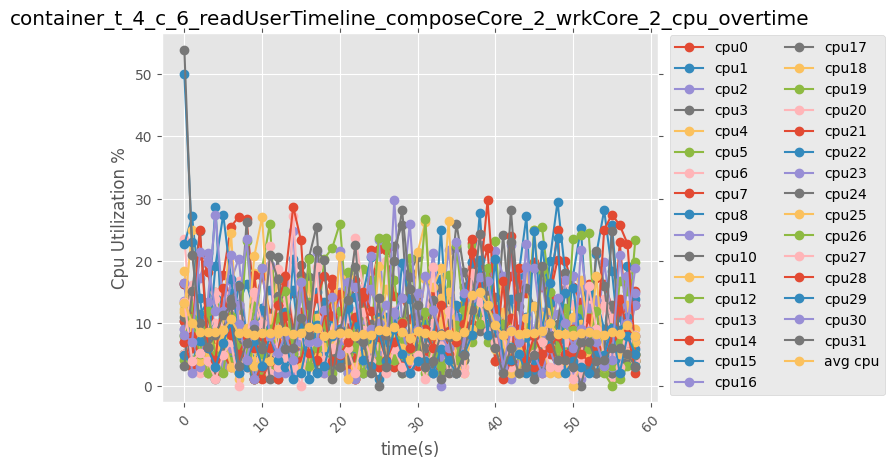 container_t_4_c_6_readUserTimeline_composeCore_2_wrkCore_2_cpu_overtime
Cpu Utilization %
50
40
30
20
10
0
0
10
20
30
40
50
60
time(s)
cpu0
cpu1
cpu2
cpu3
cpu4
cpu5
cpu6
cpu7
cpu8
cpu9
cpu10
cpu11
cpu12
cpu13
cpu14
cpu15
cpu16
cpu17
cpu18
cpu19
cpu20
cpu21
cpu22
cpu23
cpu24
cpu25
cpu26
cpu27
cpu28
cpu29
cpu30
cpu31
avg cpu